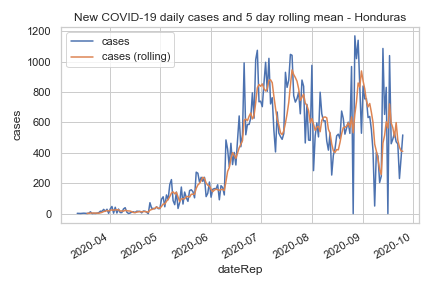 New COVID-19 daily cases and 5 day rolling mean - Honduras
cases
cases (rolling)
1200
1000
800
600
400
200
0
cases
2020-04
2020-05
2020-06
2020-07
2020-08
2020-09
2020-10
dateRep